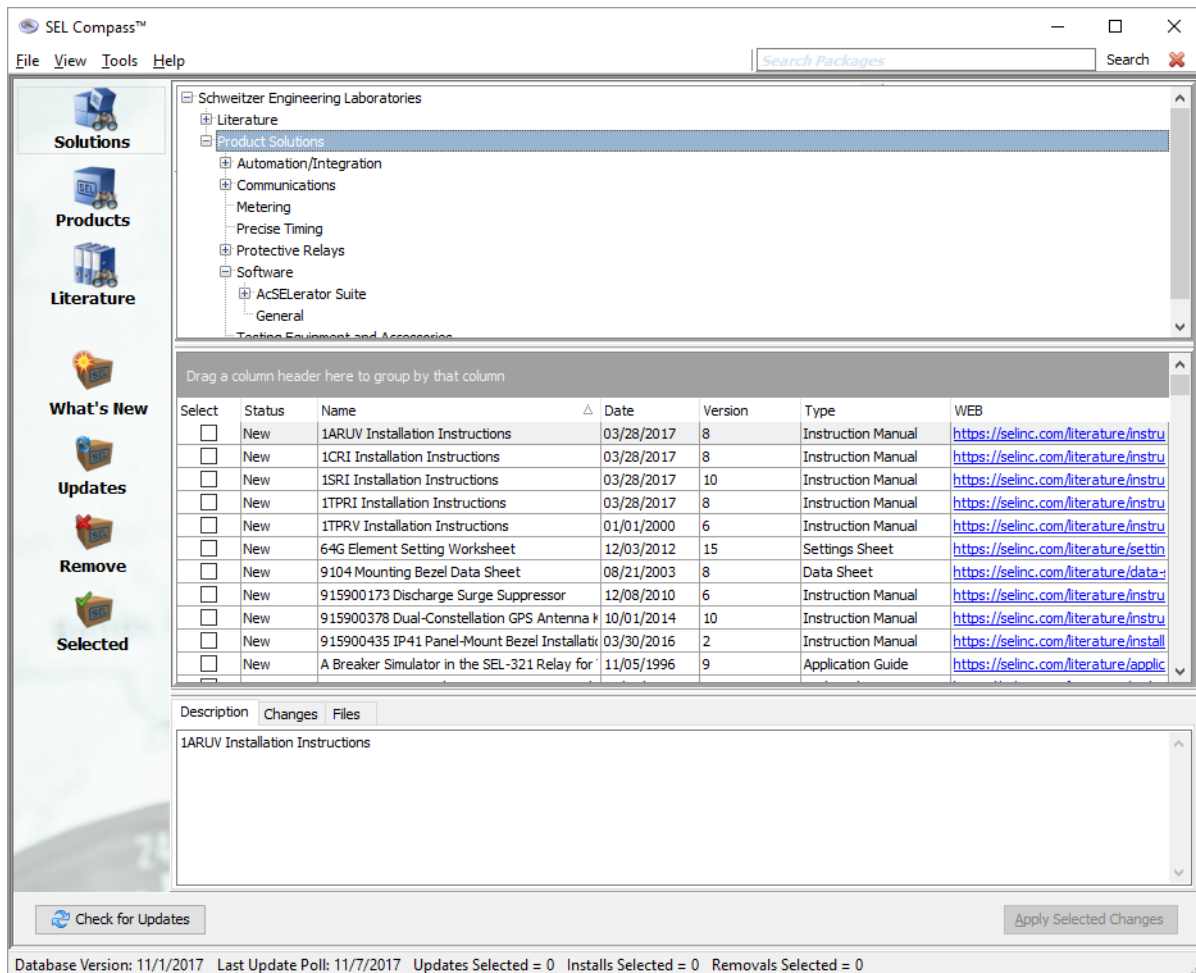 SEL Compass™
File View Tools Help
Search Packages
Search
Solutions
Products
Literature
What's New
Updates
Remove
Selected
Schweitzer Engineering Laboratories
Literature
Product Solutions
Automation/Integration
Communications
Metering
Precise Timing
Protective Relays
Software
AcSELerator Suite
General
Testing Equipment and Accessories
Drag a column header here to group by that column
Select Status Name Date Version Type WEB
New 1ARUV Installation Instructions 03/28/2017 8 Instruction Manual https://selinc.com/literature/instru
New 1CRI Installation Instructions 03/28/2017 8 Instruction Manual https://selinc.com/literature/instru
New 1SRI Installation Instructions 03/28/2017 10 Instruction Manual https://selinc.com/literature/instru
New 1TPRI Installation Instructions 03/28/2017 8 Instruction Manual https://selinc.com/literature/instru
New 1TPRV Installation Instructions 01/01/2000 6 Instruction Manual https://selinc.com/literature/instru
New 64G Element Setting Worksheet 12/03/2012 15 Settings Sheet https://selinc.com/literature/settin
New 9104 Mounting Bezel Data Sheet 08/21/2003 8 Data Sheet https://selinc.com/literature/data-
New 915900173 Discharge Surge Suppressor 12/08/2010 6 Instruction Manual https://selinc.com/literature/instru
New 915900378 Dual-Constellation GPS Antenna 10/01/2014 10 Instruction Manual https://selinc.com/literature/instru
New 915900435 IP41 Panel-Mount Bezel Installatio 03/30/2016 2 Instruction Manual https://selinc.com/literature/install
New A Breaker Simulator in the SEL-321 Relay for 11/05/1996 9 Application Guide https://selinc.com/literature/applic
Description Changes Files
1ARUV Installation Instructions
Check for Updates
Apply Selected Changes
Database Version: 11/1/2017 Last Update Poll: 11/7/2017 Updates Selected = 0 Installs Selected = 0 Removals Selected = 0